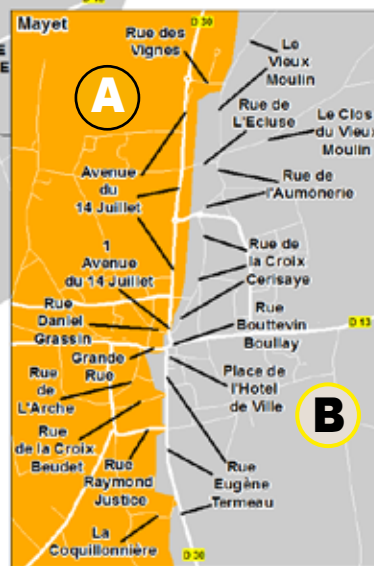 Mayet
D 30
Rue des
Vignes
Le
Vieux
Moulin
A
Rue de
L'Ecluse
Le Clos
du Vieux
Moulin
Avenue
du
14 Juillet
Rue de
l'Aumônerie
1
Avenue
du 14 Juillet
Rue de
la Croix
Cerisaye
Rue
Daniel
Grassin
Rue
Bouttevin
Boullay
D 13
Grande
Rue
Rue
de
L'Arche
Place de
l'Hotel
de Ville
B
Rue
de la Croix
Beudet
Rue
Raymond
Justice
Rue
Eugène
Termeau
La
Coquillonnière
D 30